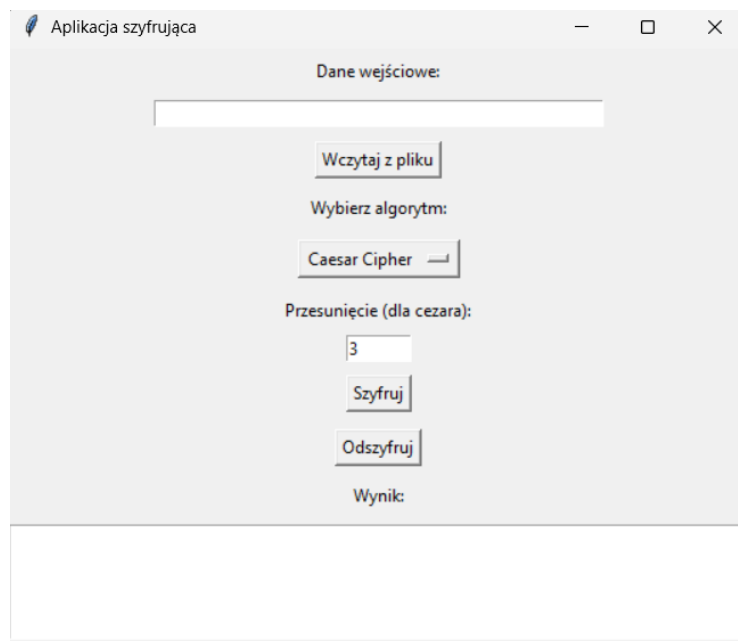 Aplikacja szyfrująca
Dane wejściowe:
Wczytaj z pliku
Wybierz algorytm:
Caesar Cipher
Przesunięcie (dla cezara):
3
Szyfruj
Odszyfruj
Wynik: